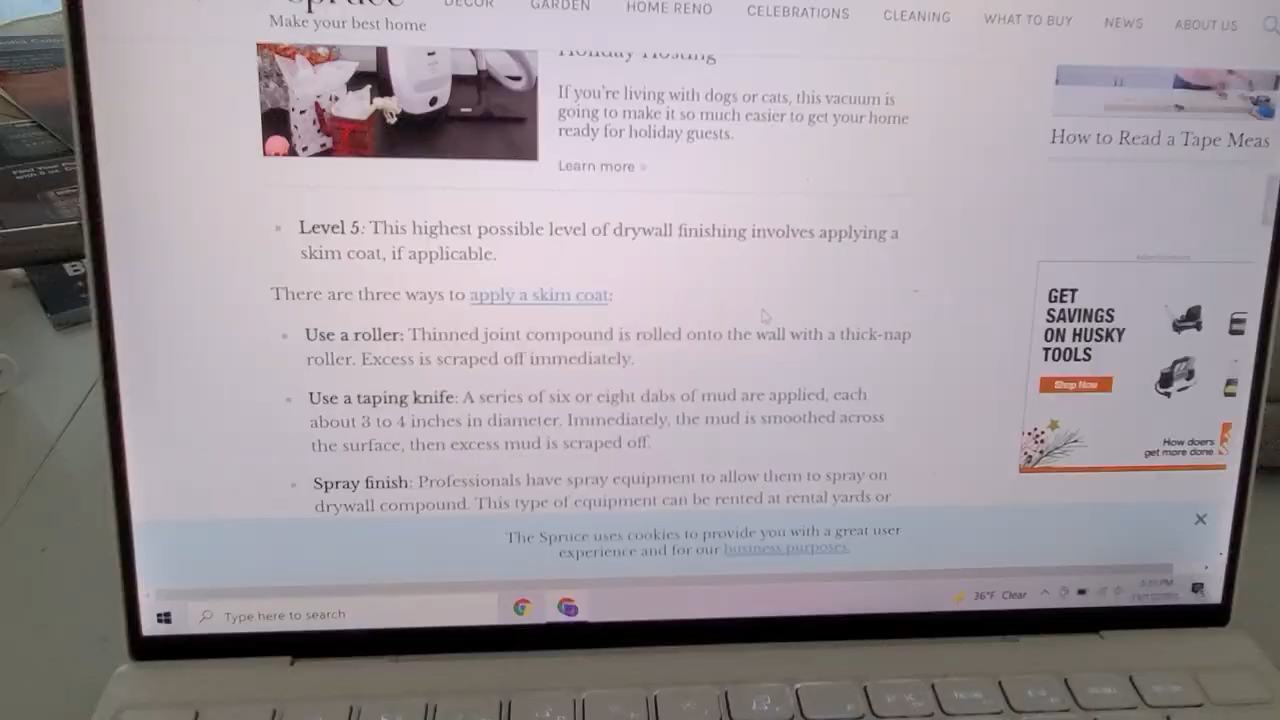 Spruce
DECOR
GARDEN
HOME RENO
CELEBRATIONS
CLEANING
WHAT TO BUY
NEWS
ABOUT US
Make your best home
Holiday Hosting
If you're living with dogs or cats, this vacuum is
going to make it so much easier to get your home
ready for holiday guests.
Learn more »
How to Read a Tape Meas
Level 5: This highest possible level of drywall finishing involves applying a
skim coat, if applicable.
There are three ways to apply a skim coat:
Use a roller: Thinned joint compound is rolled onto the wall with a thick-nap
roller. Excess is scraped off immediately.
Use a taping knife: A series of six or eight dabs of mud are applied, each
about 3 to 4 inches in diameter. Immediately, the mud is smoothed across
the surface, then excess mud is scraped off.
Spray finish: Professionals have spray equipment to allow them to spray on
drywall compound. This type of equipment can be rented at rental yards or
Advertisement
GET
SAVINGS
ON HUSKY
TOOLS
Shop Now
How doers
get more done.
The Spruce uses cookies to provide you with a great user
experience and for our business purposes.
Type here to search
36°F Clear